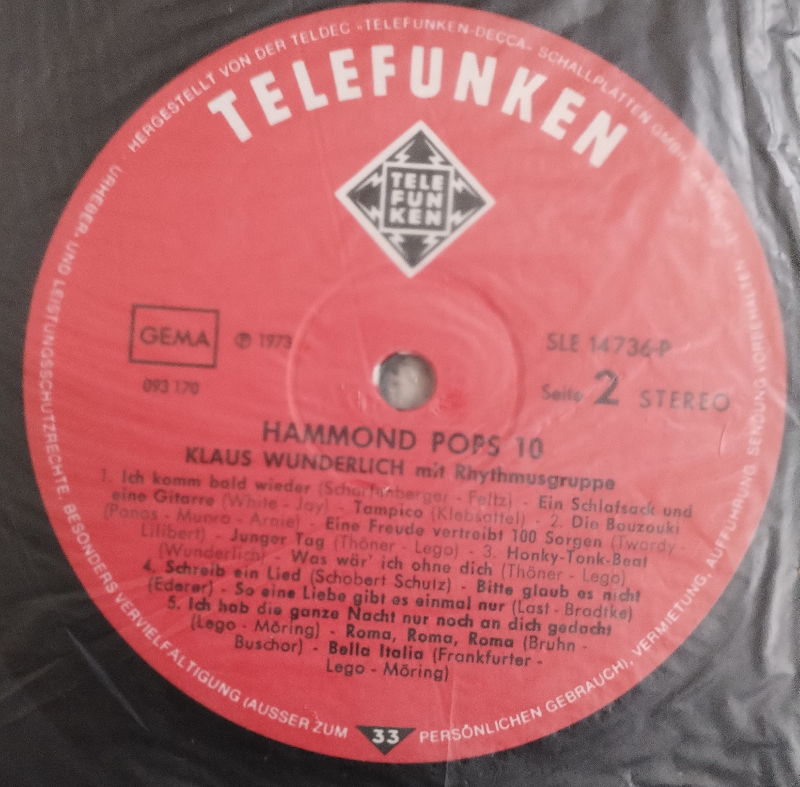 HERGESTELLT VON DER TELDEC »TELEFUNKEN-DECCA« SCHALLPLATTEN GMBH
TELEFUNKEN
TELE
FUN
KEN
GEMA
℗ 1973
SLE 14736-P
093 170
Seite 2 STEREO
HAMMOND POPS 10
KLAUS WUNDERLICH mit Rhythmusgruppe
1. Ich komm bald wieder (Scharfenberger - Feltz) - Ein Schlafsack und
eine Gitarre (White - Jay) - Tampico (Klebsattel) - 2. Die Bouzouki
(Panas - Munro - Arnie) - Eine Freude vertreibt 100 Sorgen (Twardy -
Lilibert) - Junger Tag (Thöner - Lego) - 3. Honky-Tonk-Beat
(Wunderlich) - Was wär' ich ohne dich (Thöner - Lego)
4. Schreib ein Lied (Schobert Schulz) - Bitte glaub es nicht
(Ederer) - So eine Liebe gibt es einmal nur (Last - Bradtke)
5. Ich hab die ganze Nacht nur noch an dich gedacht
(Lego - Möring) - Roma, Roma, Roma (Bruhn -
Buschor) - Bella Italia (Frankfurter -
Lego - Möring)
URHEBER- UND LEISTUNGSSCHUTZRECHTE, BESONDERS VERVIELFÄLTIGUNG (AUSSER ZUM
33
PERSÖNLICHEN GEBRAUCH), VERMIETUNG, AUFFÜHRUNG, SENDUNG VORBEHALTEN